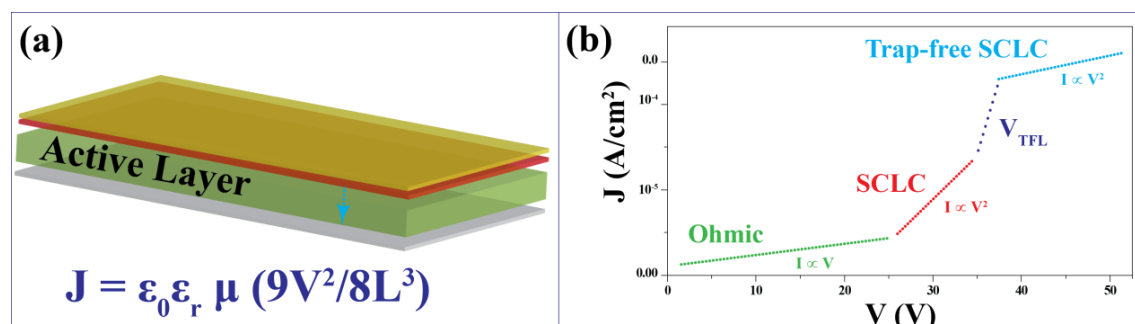 (a)
Active Layer
J = ε₀εᵣ μ (9V²/8L³)
(b)
Trap-free SCLC
I ∝ V²
V_TFL
SCLC
I ∝ V²
Ohmic
I ∝ V
J (A/cm²)
0.0
10⁻⁴
10⁻⁵
0.00
0 10 20 30 40 50
V (V)